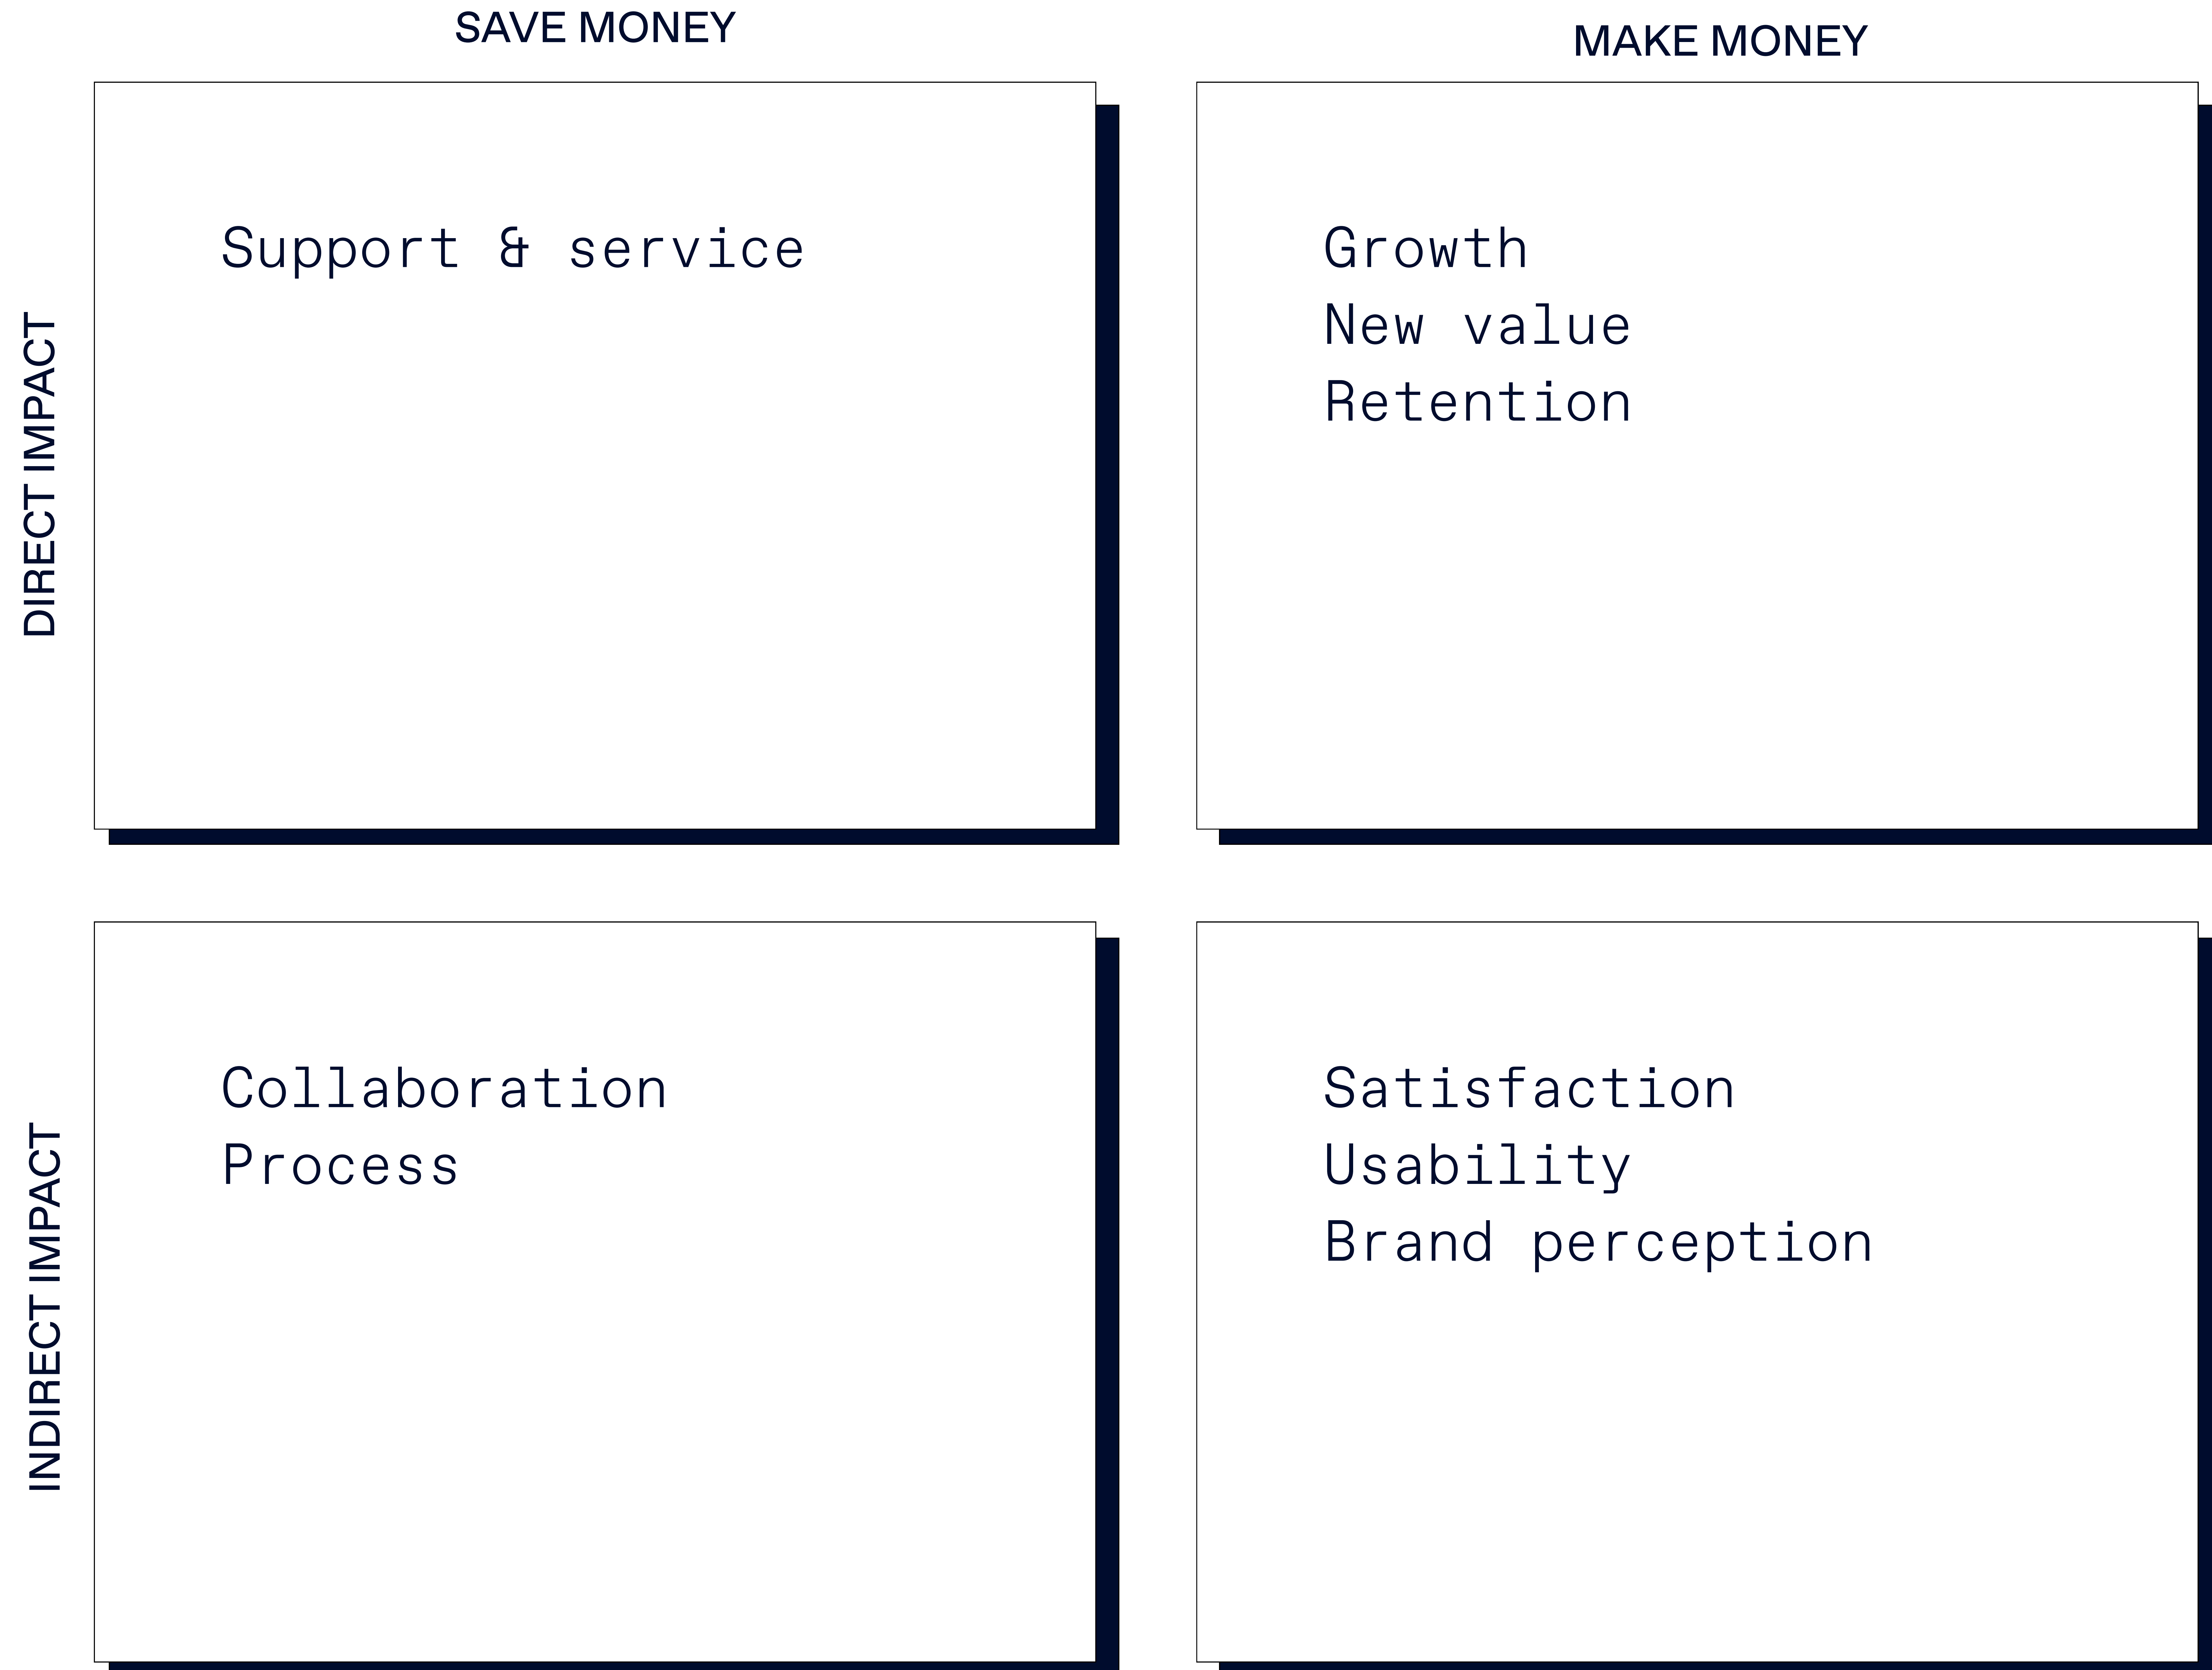 SAVE MONEY
MAKE MONEY
DIRECT IMPACT
Support & service
Growth
New value
Retention
INDIRECT IMPACT
Collaboration
Process
Satisfaction
Usability
Brand perception